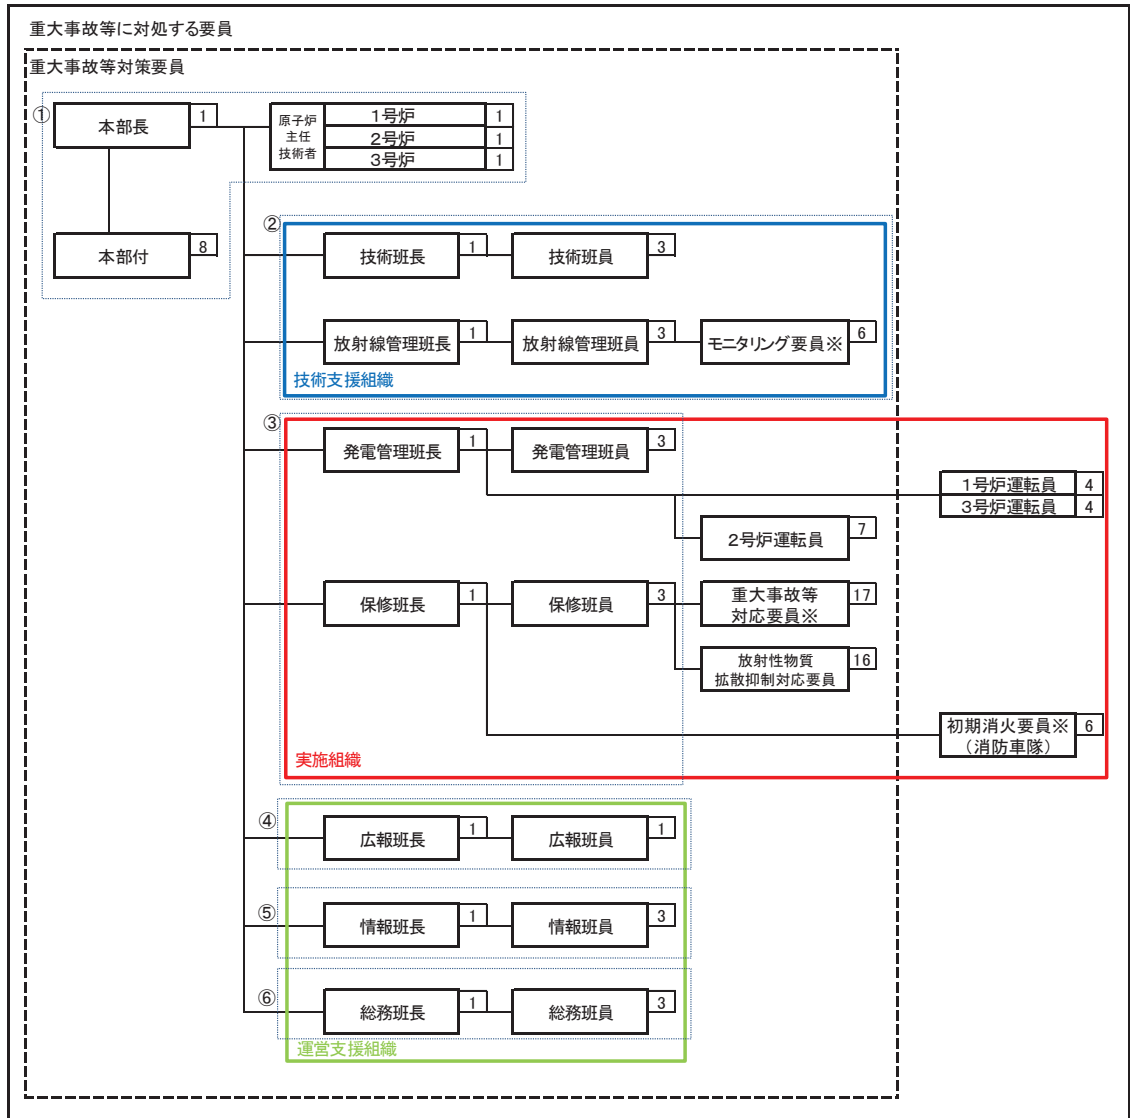 重大事故等に対処する要員
重大事故等対策要員
①
本部長
1
原子炉
主任
技術者
1号炉
1
2号炉
1
3号炉
1
本部付
8
②
技術班長
1
技術班員
3
放射線管理班長
1
放射線管理班員
3
モニタリング要員※
6
技術支援組織
③
発電管理班長
1
発電管理班員
3
1号炉運転員
4
3号炉運転員
4
2号炉運転員
7
保修班長
1
保修班員
3
重大事故等
対応要員※
17
放射性物質
拡散抑制対応要員
16
初期消火要員※
(消防車隊)
6
実施組織
④
広報班長
1
広報班員
1
⑤
情報班長
1
情報班員
3
⑥
総務班長
1
総務班員
3
運営支援組織